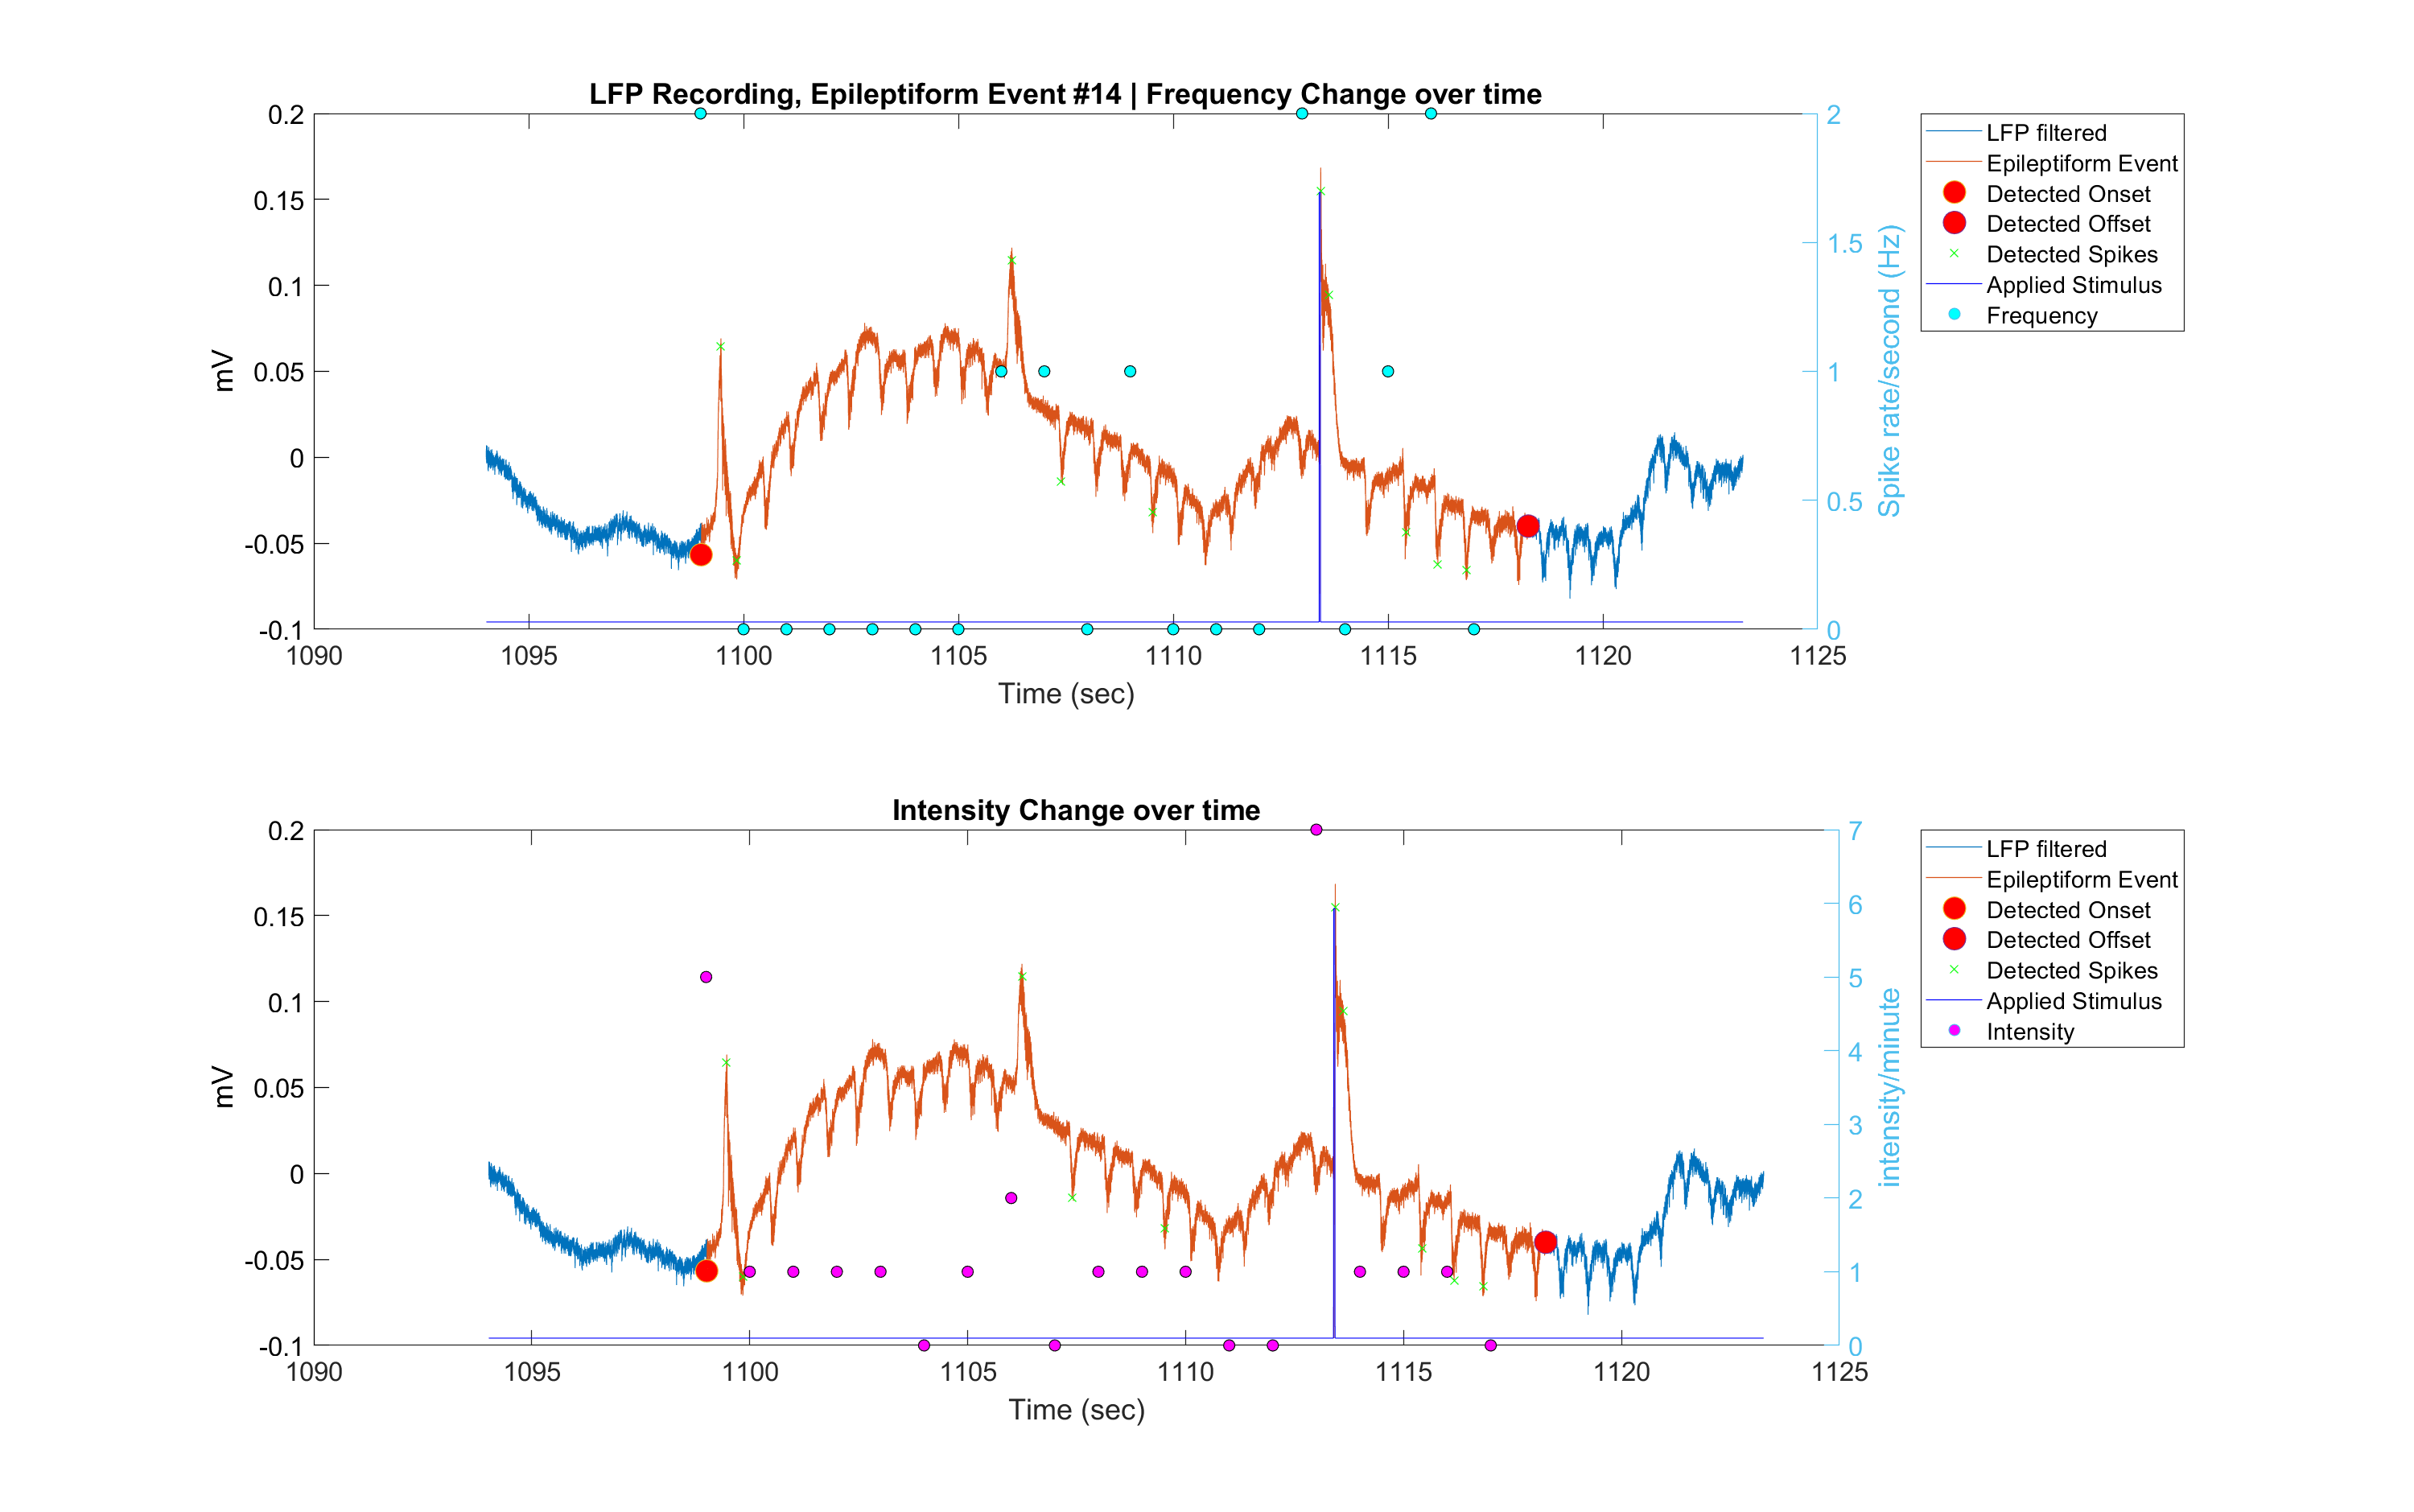 LFP Recording, Epileptiform Event #14 | Frequency Change over time
0.2
0.15
0.1
0.05
0
-0.05
-0.1
mV
1090
1095
1100
1105
1110
1115
1120
1125
Time (sec)
2
1.5
1
0.5
0
Spike rate/second (Hz)
LFP filtered
Epileptiform Event
Detected Onset
Detected Offset
Detected Spikes
Applied Stimulus
Frequency
Intensity Change over time
0.2
0.15
0.1
0.05
0
-0.05
-0.1
mV
1090
1095
1100
1105
1110
1115
1120
1125
Time (sec)
7
6
5
4
3
2
1
0
intensity/minute
LFP filtered
Epileptiform Event
Detected Onset
Detected Offset
Detected Spikes
Applied Stimulus
Intensity